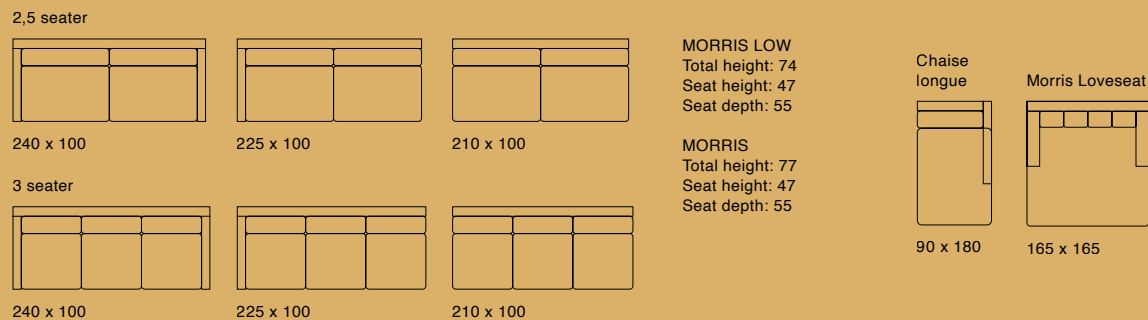 2,5 seater
240 x 100
225 x 100
210 x 100
3 seater
240 x 100
225 x 100
210 x 100
MORRIS LOW
Total height: 74
Seat height: 47
Seat depth: 55
MORRIS
Total height: 77
Seat height: 47
Seat depth: 55
Chaise
longue
90 x 180
Morris Loveseat
165 x 165